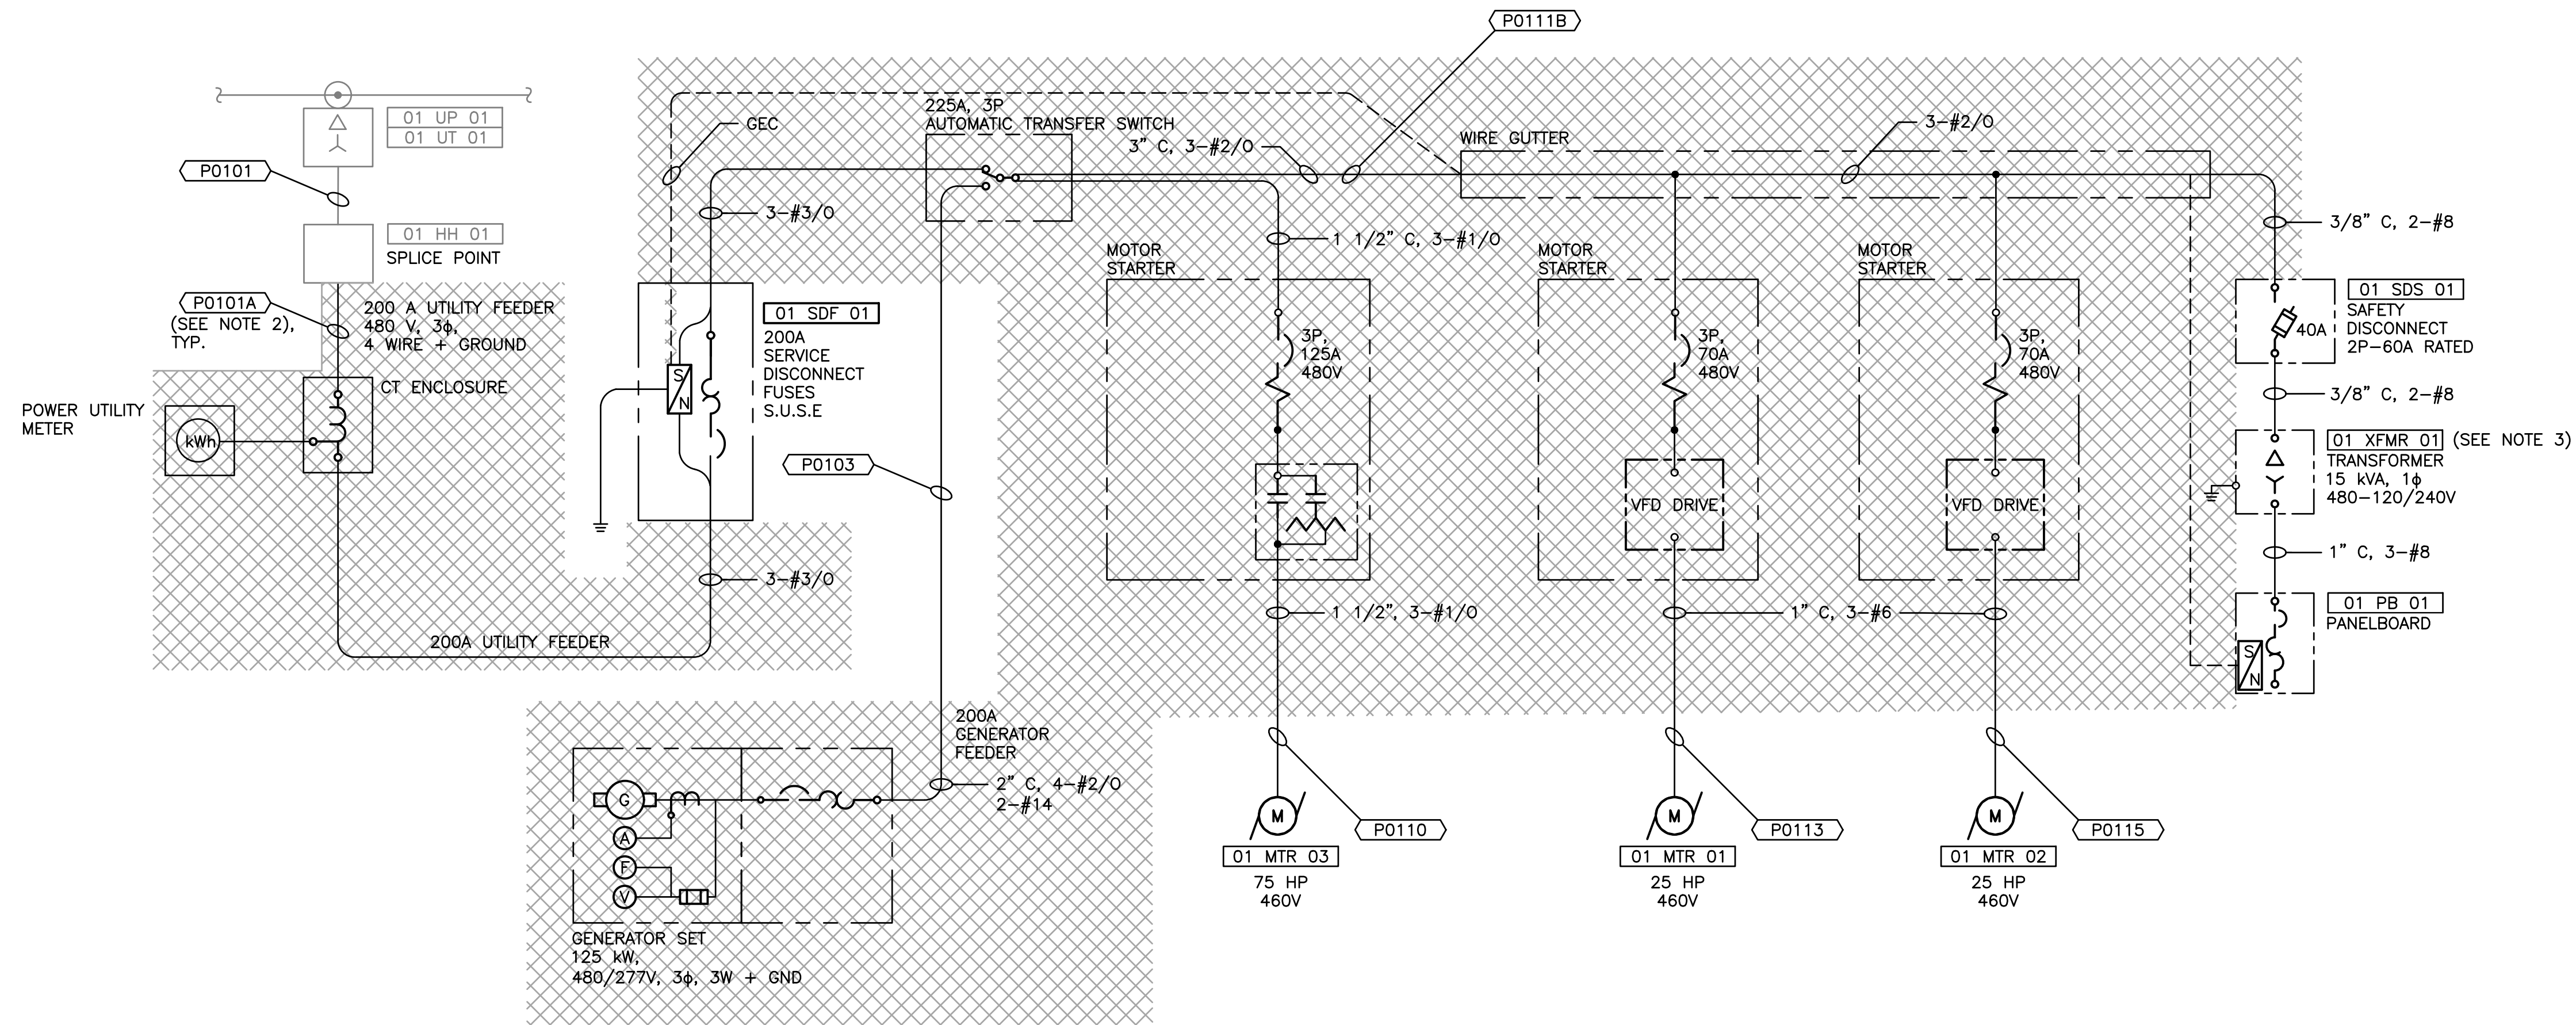 P0111B
01 UP 01
01 UT 01
P0101
01 HH 01
SPLICE POINT
P0101A
(SEE NOTE 2),
TYP.
200 A UTILITY FEEDER
480 V, 3ϕ,
4 WIRE + GROUND
CT ENCLOSURE
POWER UTILITY
METER
kWh
200A UTILITY FEEDER
GEC
3-#3/0
S
N
01 SDF 01
200A
SERVICE
DISCONNECT
FUSES
S.U.S.E
3-#3/0
P0103
225A, 3P
AUTOMATIC TRANSFER SWITCH
3" C, 3-#2/0
WIRE GUTTER
3-#2/0
1 1/2" C, 3-#1/0
MOTOR
STARTER
3P,
125A
480V
1 1/2", 3-#1/0
MOTOR
STARTER
3P,
70A
480V
VFD DRIVE
1" C, 3-#6
MOTOR
STARTER
3P,
70A
480V
VFD DRIVE
3/8" C, 2-#8
01 SDS 01
SAFETY
DISCONNECT
2P-60A RATED
40A
3/8" C, 2-#8
01 XFMR 01 (SEE NOTE 3)
TRANSFORMER
15 kVA, 1ϕ
480-120/240V
1" C, 3-#8
01 PB 01
PANELBOARD
S
N
200A
GENERATOR
FEEDER
2" C, 4-#2/0
2-#14
G
A
F
V
GENERATOR SET
125 kW,
480/277V, 3ϕ, 3W + GND
M
P0110
01 MTR 03
75 HP
460V
M
P0113
01 MTR 01
25 HP
460V
M
P0115
01 MTR 02
25 HP
460V